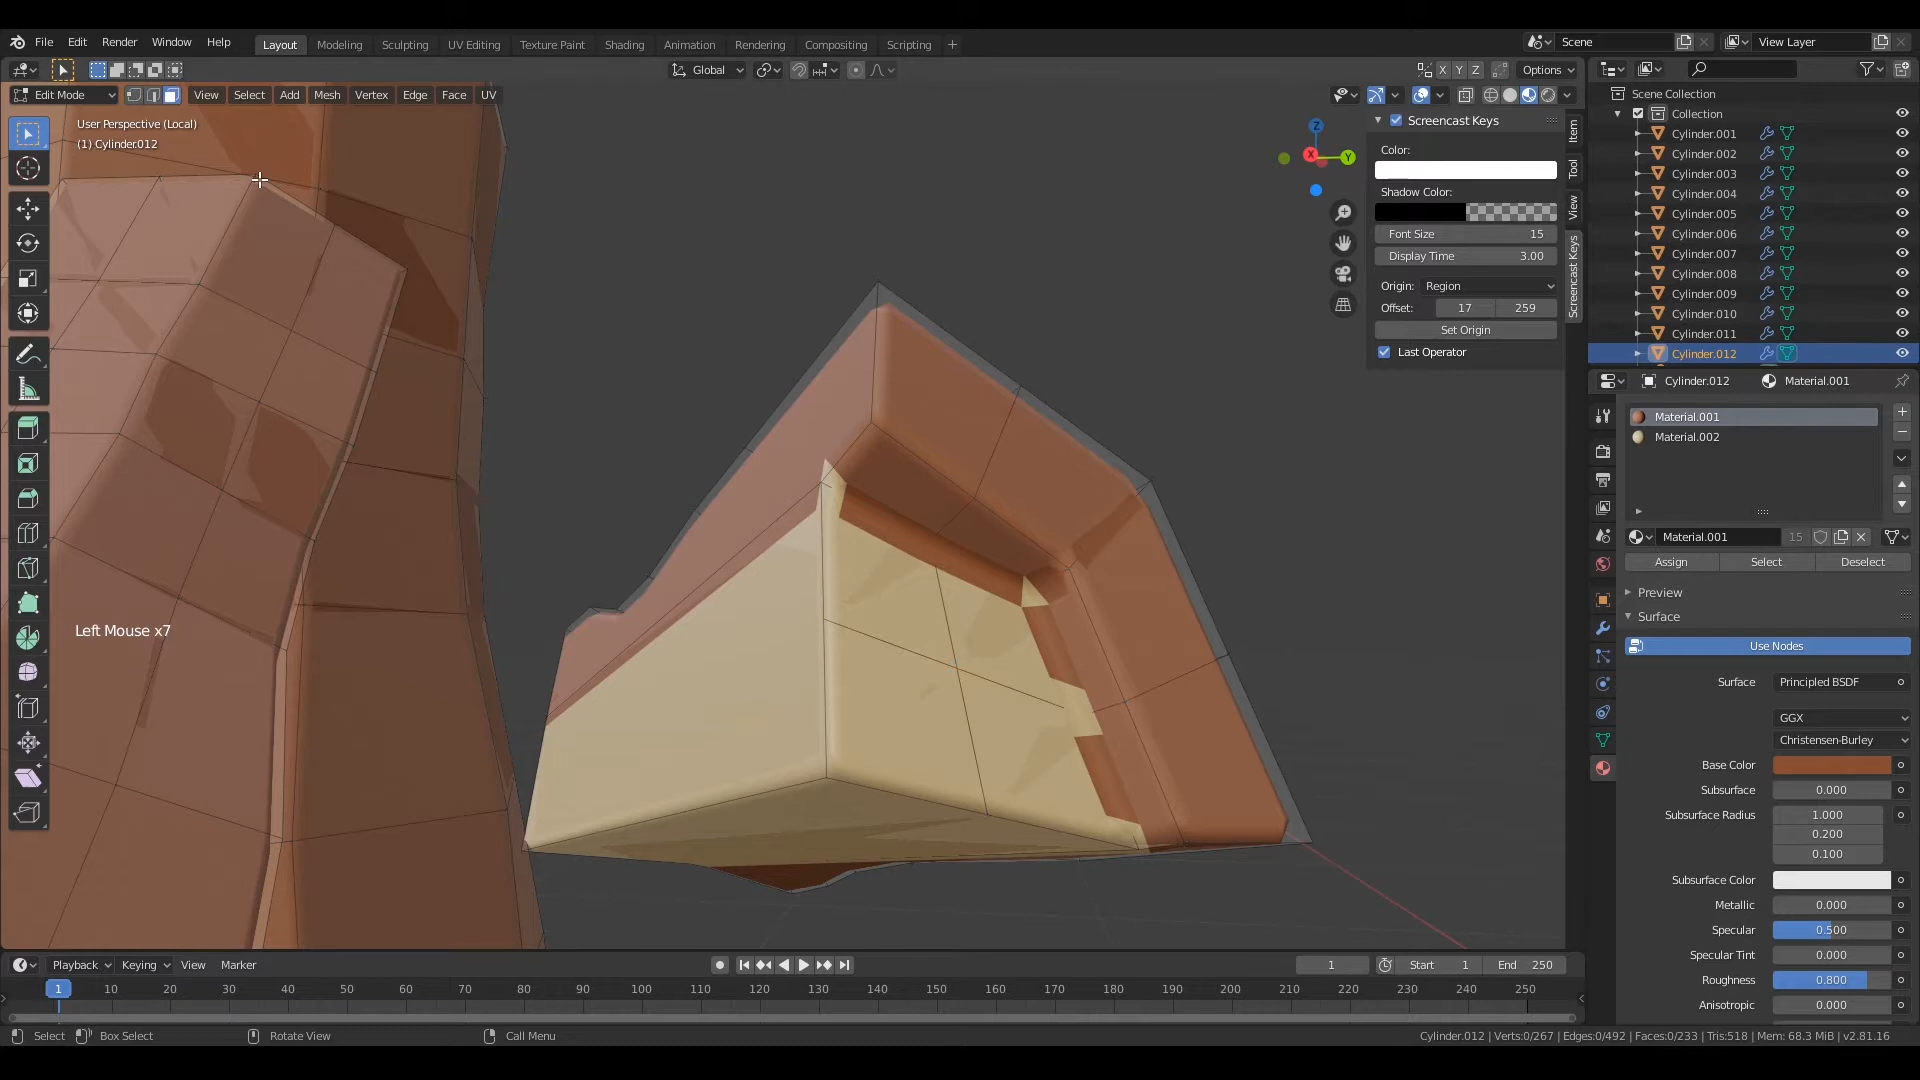 File Edit Render Window Help Layout Modeling Sculpting UV Editing Texture Paint Shading Animation Rendering Compositing Scripting + Scene View Layer
Global X Y Z Options
Edit Mode View Select Add Mesh Vertex Edge Face UV
User Perspective (Local)
(1) Cylinder.012
Z
X Y
Screencast Keys
Color:
Shadow Color:
Font Size 15
Display Time 3.00
Origin: Region
Offset: 17 259
Set Origin
Last Operator
Item
Tool
View
Screencast Keys
Left Mouse x7
Scene Collection
Collection
Cylinder.001
Cylinder.002
Cylinder.003
Cylinder.004
Cylinder.005
Cylinder.006
Cylinder.007
Cylinder.008
Cylinder.009
Cylinder.010
Cylinder.011
Cylinder.012
Cylinder.012 Material.001
Material.001
Material.002
Material.001 15
Assign Select Deselect
Preview
Surface
Use Nodes
Surface Principled BSDF
GGX
Christensen-Burley
Base Color
Subsurface 0.000
Subsurface Radius 1.000
0.200
0.100
Subsurface Color
Metallic 0.000
Specular 0.500
Specular Tint 0.000
Roughness 0.800
Anisotropic 0.000
Playback Keying View Marker 1 Start 1 End 250
1 10 20 30 40 50 60 70 80 90 100 110 120 130 140 150 160 170 180 190 200 210 220 230 240 250
Select Box Select Rotate View Call Menu Cylinder.012 | Verts:0/267 | Edges:0/492 | Faces:0/233 | Tris:518 | Mem: 68.3 MiB | v2.81.16